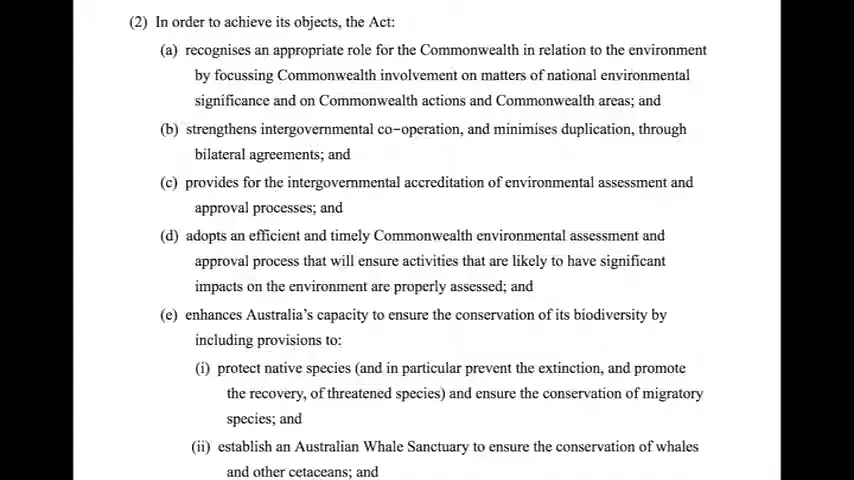 (2) In order to achieve its objects, the Act:
(a) recognises an appropriate role for the Commonwealth in relation to the environment
by focussing Commonwealth involvement on matters of national environmental
significance and on Commonwealth actions and Commonwealth areas; and
(b) strengthens intergovernmental co-operation, and minimises duplication, through
bilateral agreements; and
(c) provides for the intergovernmental accreditation of environmental assessment and
approval processes; and
(d) adopts an efficient and timely Commonwealth environmental assessment and
approval process that will ensure activities that are likely to have significant
impacts on the environment are properly assessed; and
(e) enhances Australia's capacity to ensure the conservation of its biodiversity by
including provisions to:
(i) protect native species (and in particular prevent the extinction, and promote
the recovery, of threatened species) and ensure the conservation of migratory
species; and
(ii) establish an Australian Whale Sanctuary to ensure the conservation of whales
and other cetaceans; and